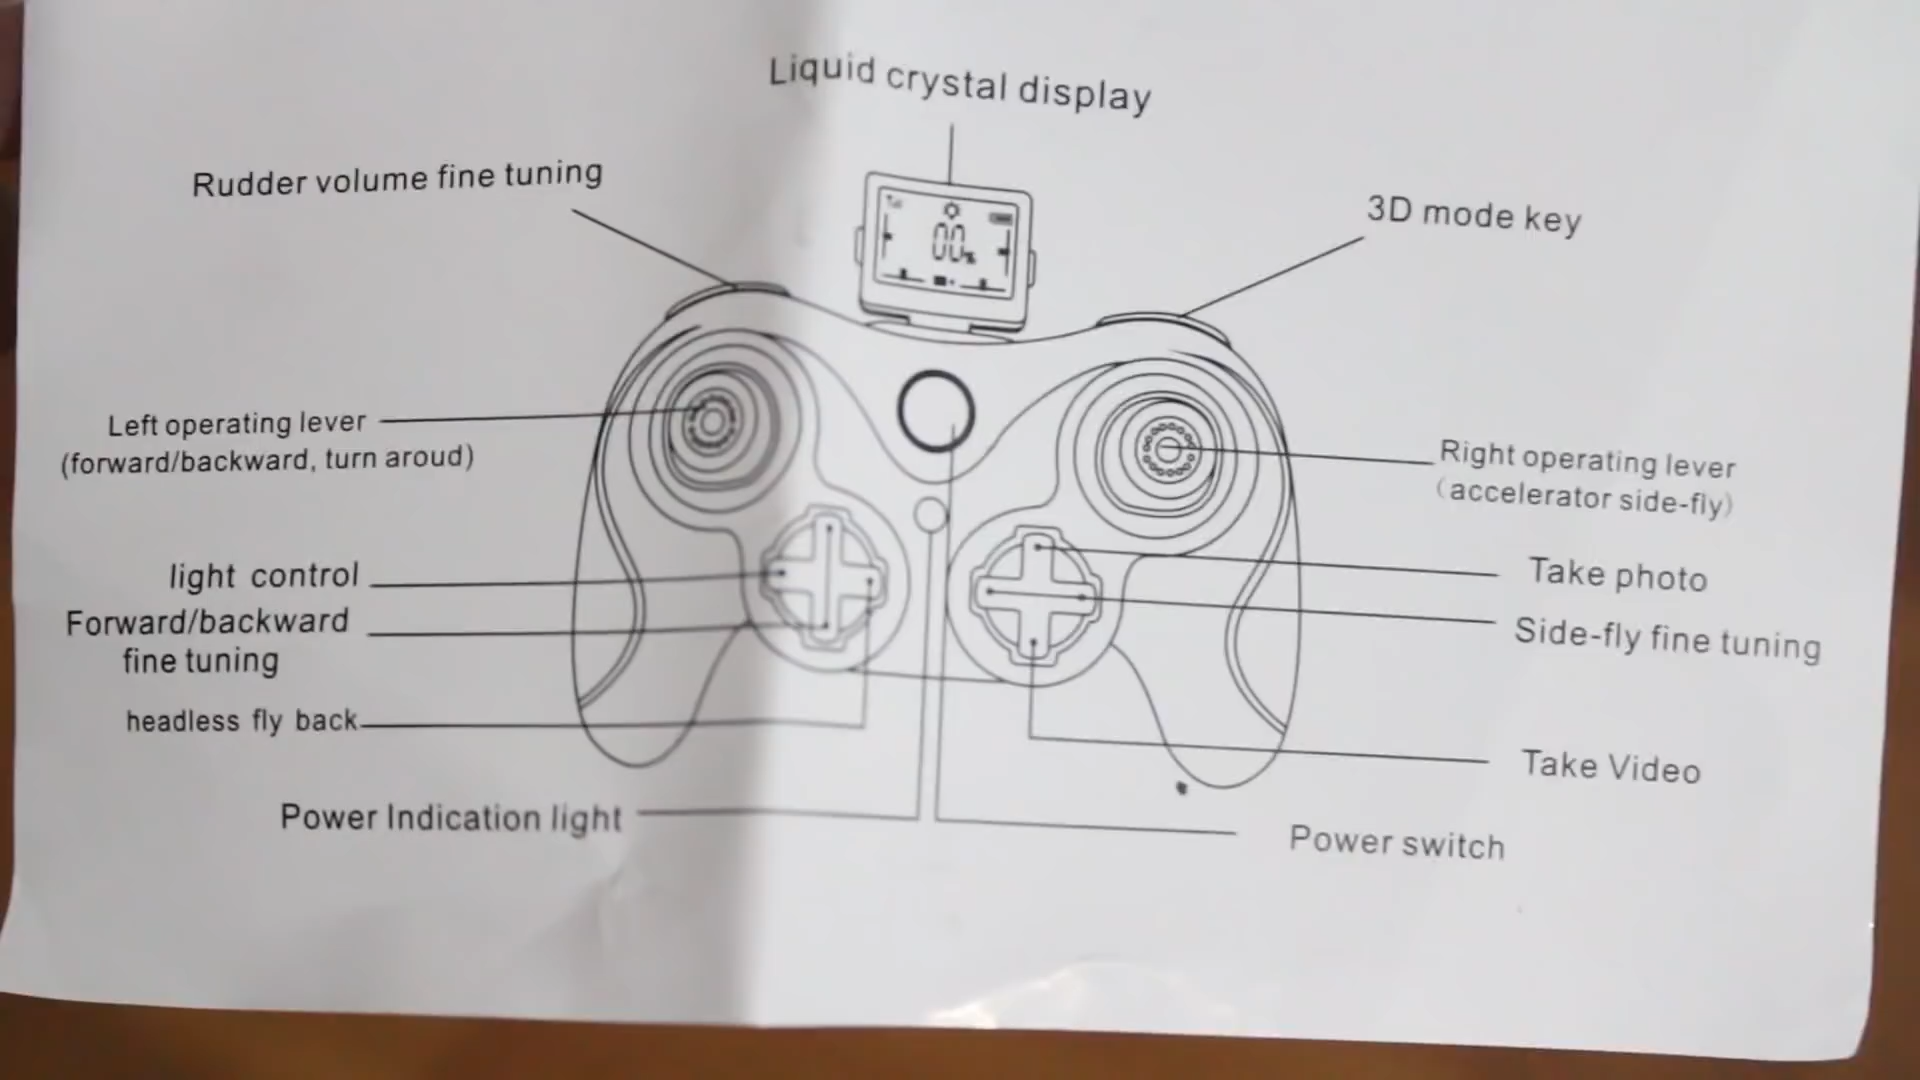 Liquid crystal display
Rudder volume fine tuning
3D mode key
00%
Left operating lever
(forward/backward, turn aroud)
Right operating lever
(accelerator side-fly)
light control
Take photo
Forward/backward
fine tuning
Side-fly fine tuning
headless fly back
Take Video
Power Indication light
Power switch